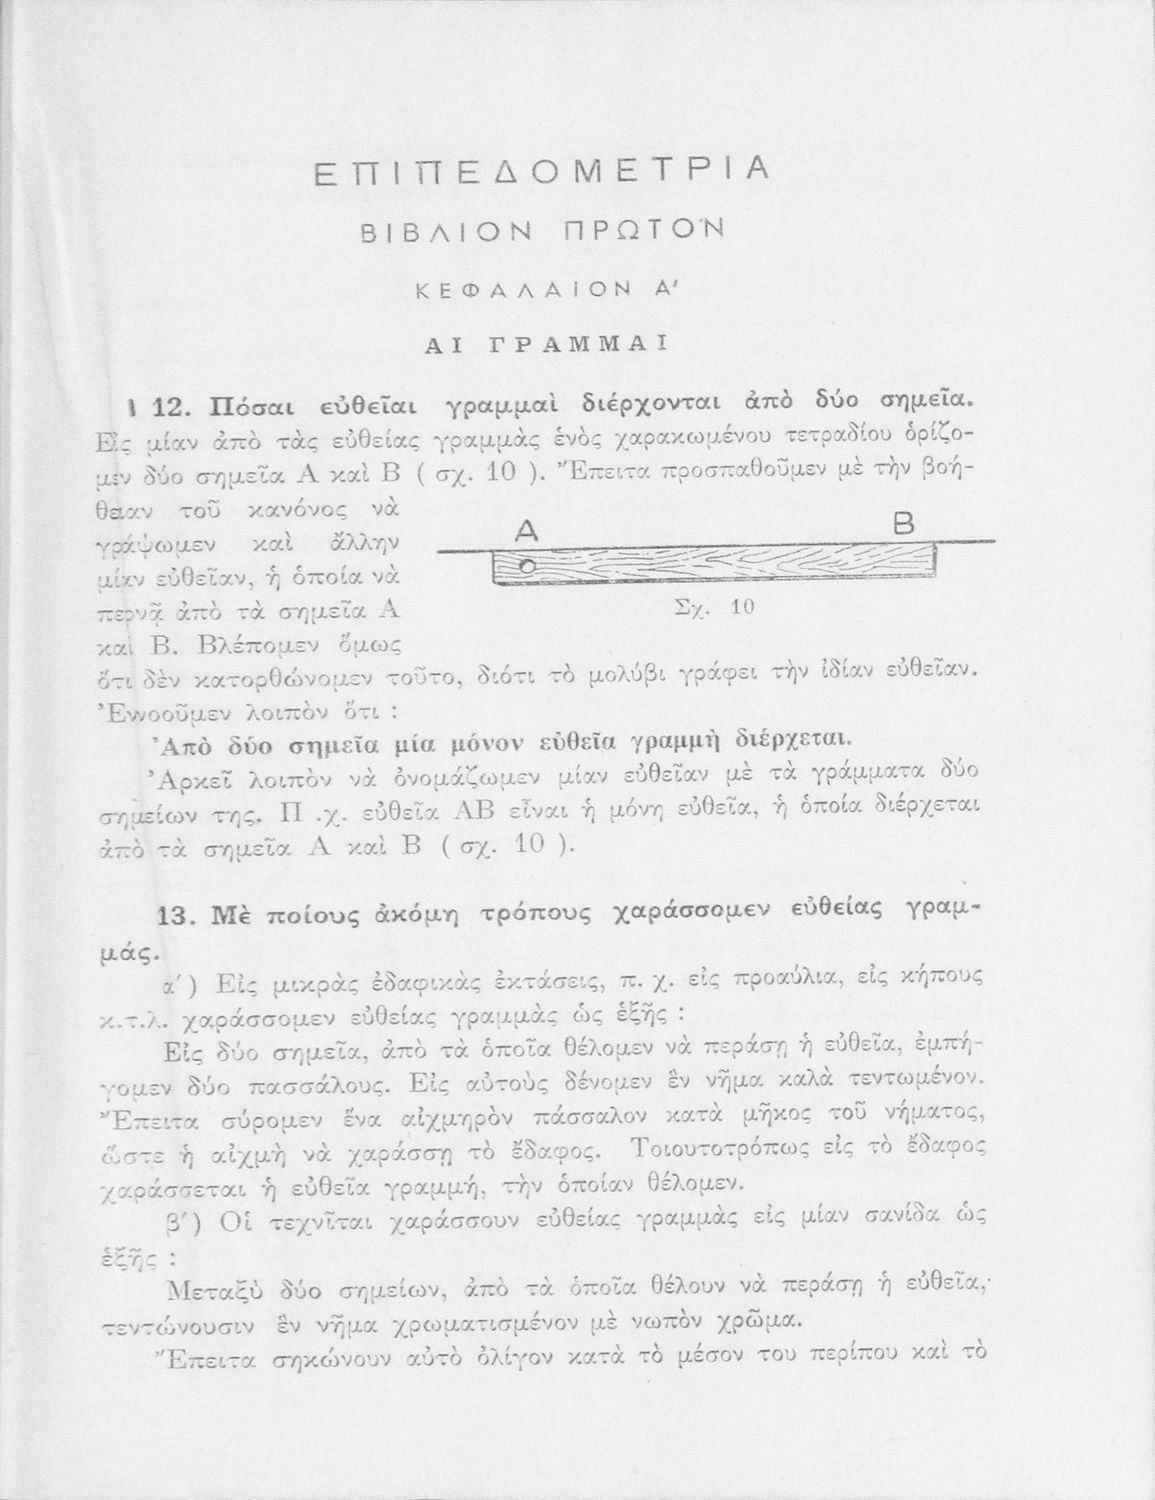 ΕΠΙΠΕΔΟΜΕΤΡΙΑ
ΒΙΒΛΙΟΝ ΠΡΩΤΟΝ
ΚΕΦΑΛΑΙΟΝ Α'
ΑΙ ΓΡΑΜΜΑΙ
12. Πόσαι εὐθεῖαι γραμμαὶ διέρχονται ἀπὸ δύο σημεῖα.
Εἰς μίαν ἀπὸ τὰς εὐθείας γραμμὰς ἑνὸς χαρακωμένου τετραδίου ὁρίζο-
μεν δύο σημεῖα Α καὶ Β ( σχ. 10 ). Ἔπειτα προσπαθοῦμεν μὲ τὴν βοή-
θειαν τοῦ κανόνος νὰ
γράψωμεν καὶ ἄλλην
μίαν εὐθεῖαν, ἡ ὁποία νὰ
περνᾷ ἀπὸ τὰ σημεῖα Α
καὶ Β. Βλέπομεν ὅμως
Α Β
Σχ. 10
ὅτι δὲν κατορθώνομεν τοῦτο, διότι τὸ μολύβι γράφει τὴν ἰδίαν εὐθεῖαν.
Ἐννοοῦμεν λοιπὸν ὅτι :
Ἀπὸ δύο σημεῖα μία μόνον εὐθεῖα γραμμὴ διέρχεται.
Ἀρκεῖ λοιπὸν νὰ ὀνομάζωμεν μίαν εὐθεῖαν μὲ τὰ γράμματα δύο
σημείων της. Π .χ. εὐθεῖα ΑΒ εἶναι ἡ μόνη εὐθεῖα, ἡ ὁποία διέρχεται
ἀπὸ τὰ σημεῖα Α καὶ Β ( σχ. 10 ).
13. Μὲ ποίους ἀκόμη τρόπους χαράσσομεν εὐθείας γραμ-
μάς.
α΄) Εἰς μικρὰς ἐδαφικὰς ἐκτάσεις, π. χ. εἰς προαύλια, εἰς κήπους
κ.τ.λ. χαράσσομεν εὐθείας γραμμὰς ὡς ἑξῆς :
Εἰς δύο σημεῖα, ἀπὸ τὰ ὁποῖα θέλομεν νὰ περάσῃ ἡ εὐθεῖα, ἐμπή-
γομεν δύο πασσάλους. Εἰς αὐτοὺς δένομεν ἓν νῆμα καλὰ τεντωμένον.
Ἔπειτα σύρομεν ἕνα αἰχμηρὸν πάσσαλον κατὰ μῆκος τοῦ νήματος,
ὥστε ἡ αἰχμὴ νὰ χαράσσῃ τὸ ἔδαφος. Τοιουτοτρόπως εἰς τὸ ἔδαφος
χαράσσεται ἡ εὐθεῖα γραμμή, τὴν ὁποίαν θέλομεν.
β΄) Οἱ τεχνῖται χαράσσουν εὐθείας γραμμὰς εἰς μίαν σανίδα ὡς
ἑξῆς :
Μεταξὺ δύο σημείων, ἀπὸ τὰ ὁποῖα θέλουν νὰ περάσῃ ἡ εὐθεῖα,
τεντώνουσιν ἓν νῆμα χρωματισμένον μὲ νωπὸν χρῶμα.
Ἔπειτα σηκώνουν αὐτὸ ὀλίγον κατὰ τὸ μέσον του περίπου καὶ τὸ